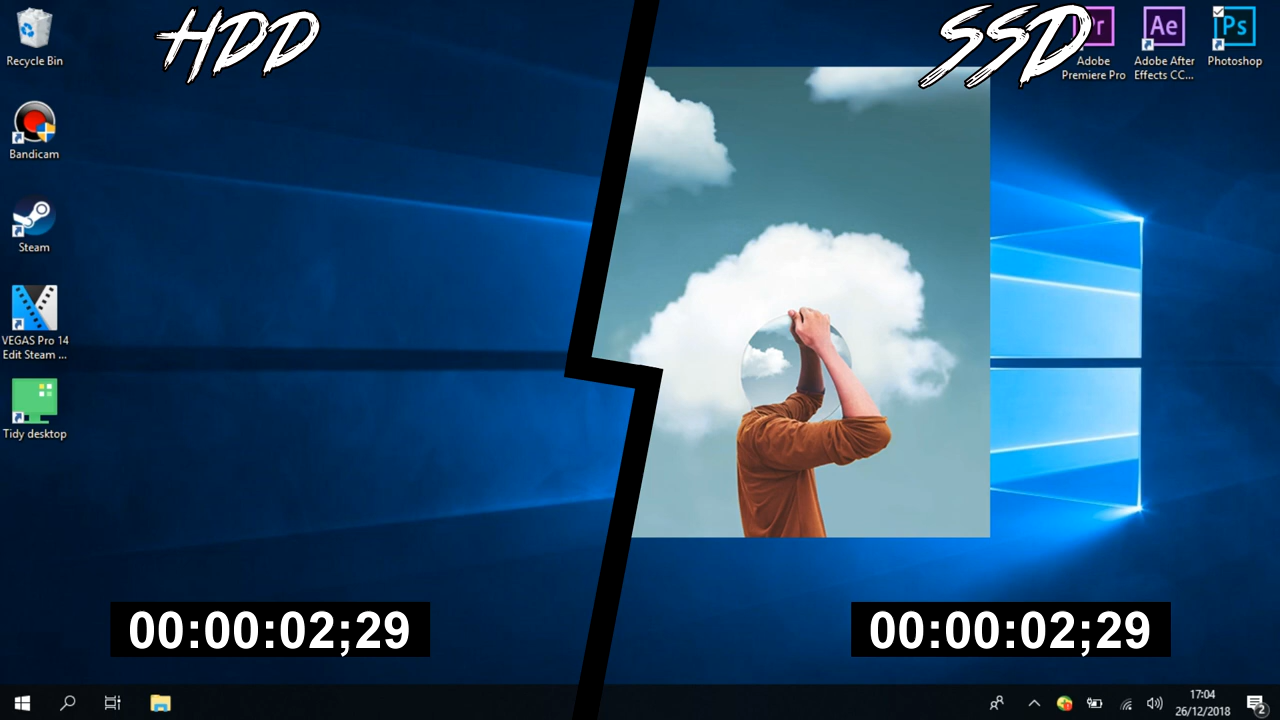 HDD
SSD
Recycle Bin
Bandicam
Steam
VEGAS Pro 14
Edit Steam ...
Tidy desktop
Pr
Adobe
Premiere Pro
Ae
Adobe After
Effects CC...
Ps
Photoshop
00:00:02;29
00:00:02;29
17:04
26/12/2018
2